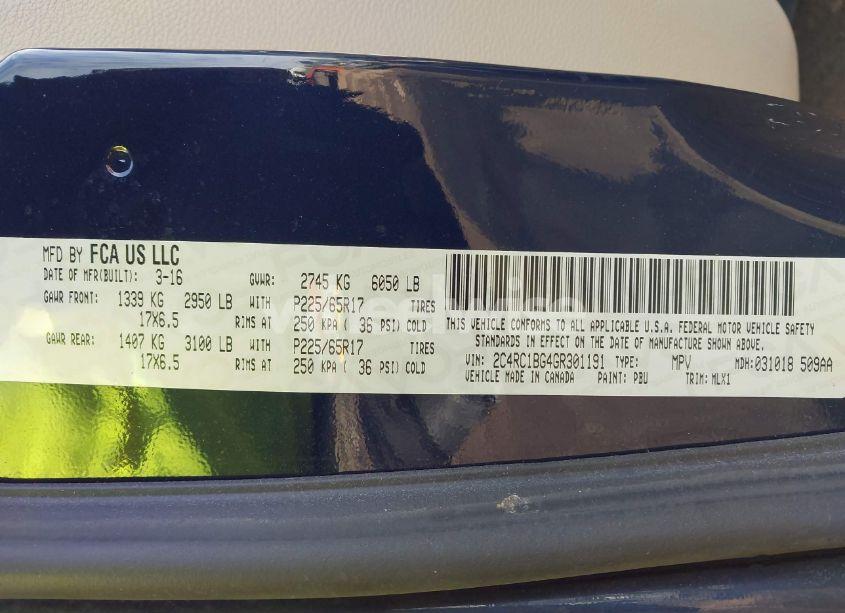 MFD BY FCA US LLC
DATE OF MFR(BUILT): 3-16 GVWR: 2745 KG 6050 LB
GAWR FRONT: 1339 KG 2950 LB WITH P225/65R17 TIRES
17X6.5 RIMS AT 250 KPA ( 36 PSI) COLD
GAWR REAR: 1407 KG 3100 LB WITH P225/65R17 TIRES
17X6.5 RIMS AT 250 KPA ( 36 PSI) COLD
THIS VEHICLE CONFORMS TO ALL APPLICABLE U.S.A. FEDERAL MOTOR VEHICLE SAFETY
STANDARDS IN EFFECT ON THE DATE OF MANUFACTURE SHOWN ABOVE.
VIN: 2C4RC1BG4GR301191 TYPE: MPV MDH:031018 509AA
VEHICLE MADE IN CANADA PAINT: PBU TRIM: MLX1